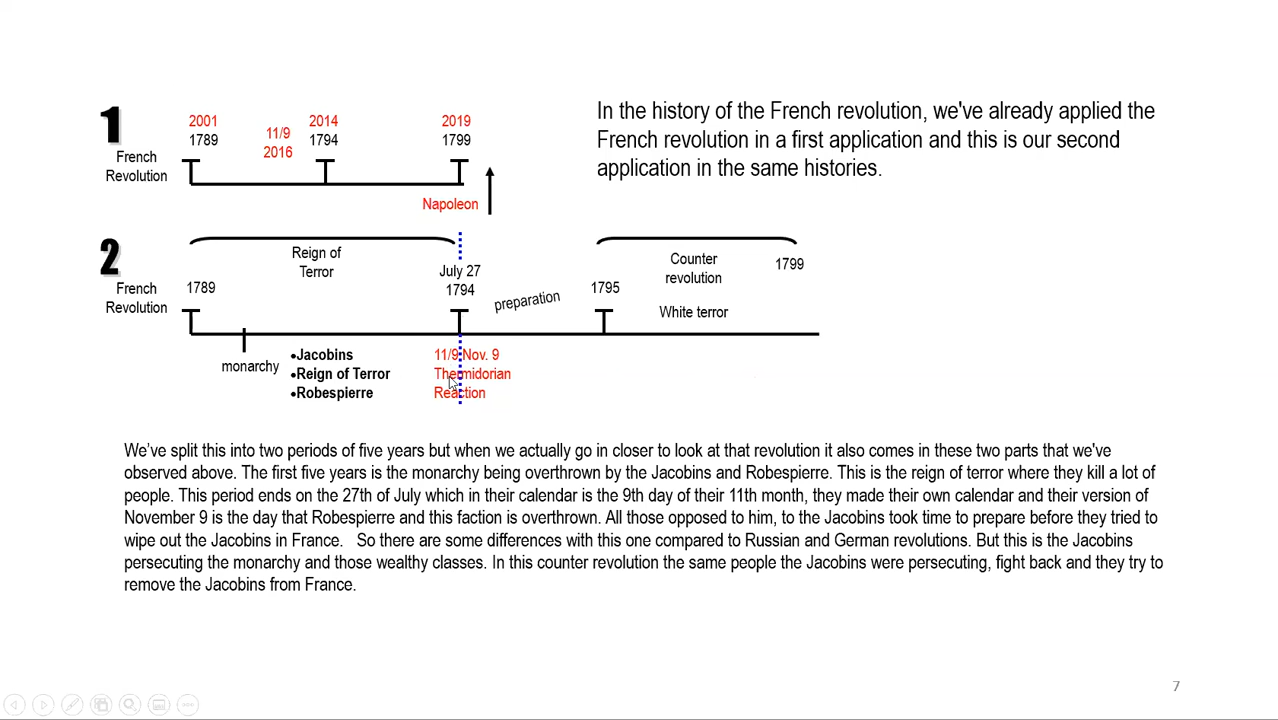 1
French
Revolution
2001
1789
11/9
2016
2014
1794
2019
1799
Napoleon
In the history of the French revolution, we've already applied the
French revolution in a first application and this is our second
application in the same histories.
2
French
Revolution
1789
Reign of
Terror
July 27
1794
preparation
1795
Counter
revolution
1799
White terror
monarchy
•Jacobins
•Reign of Terror
•Robespierre
11/9 Nov. 9
Thermidorian
Reaction
We've split this into two periods of five years but when we actually go in closer to look at that revolution it also comes in these two parts that we've
observed above. The first five years is the monarchy being overthrown by the Jacobins and Robespierre. This is the reign of terror where they kill a lot of
people. This period ends on the 27th of July which in their calendar is the 9th day of their 11th month, they made their own calendar and their version of
November 9 is the day that Robespierre and this faction is overthrown. All those opposed to him, to the Jacobins took time to prepare before they tried to
wipe out the Jacobins in France. So there are some differences with this one compared to Russian and German revolutions. But this is the Jacobins
persecuting the monarchy and those wealthy classes. In this counter revolution the same people the Jacobins were persecuting, fight back and they try to
remove the Jacobins from France.
7